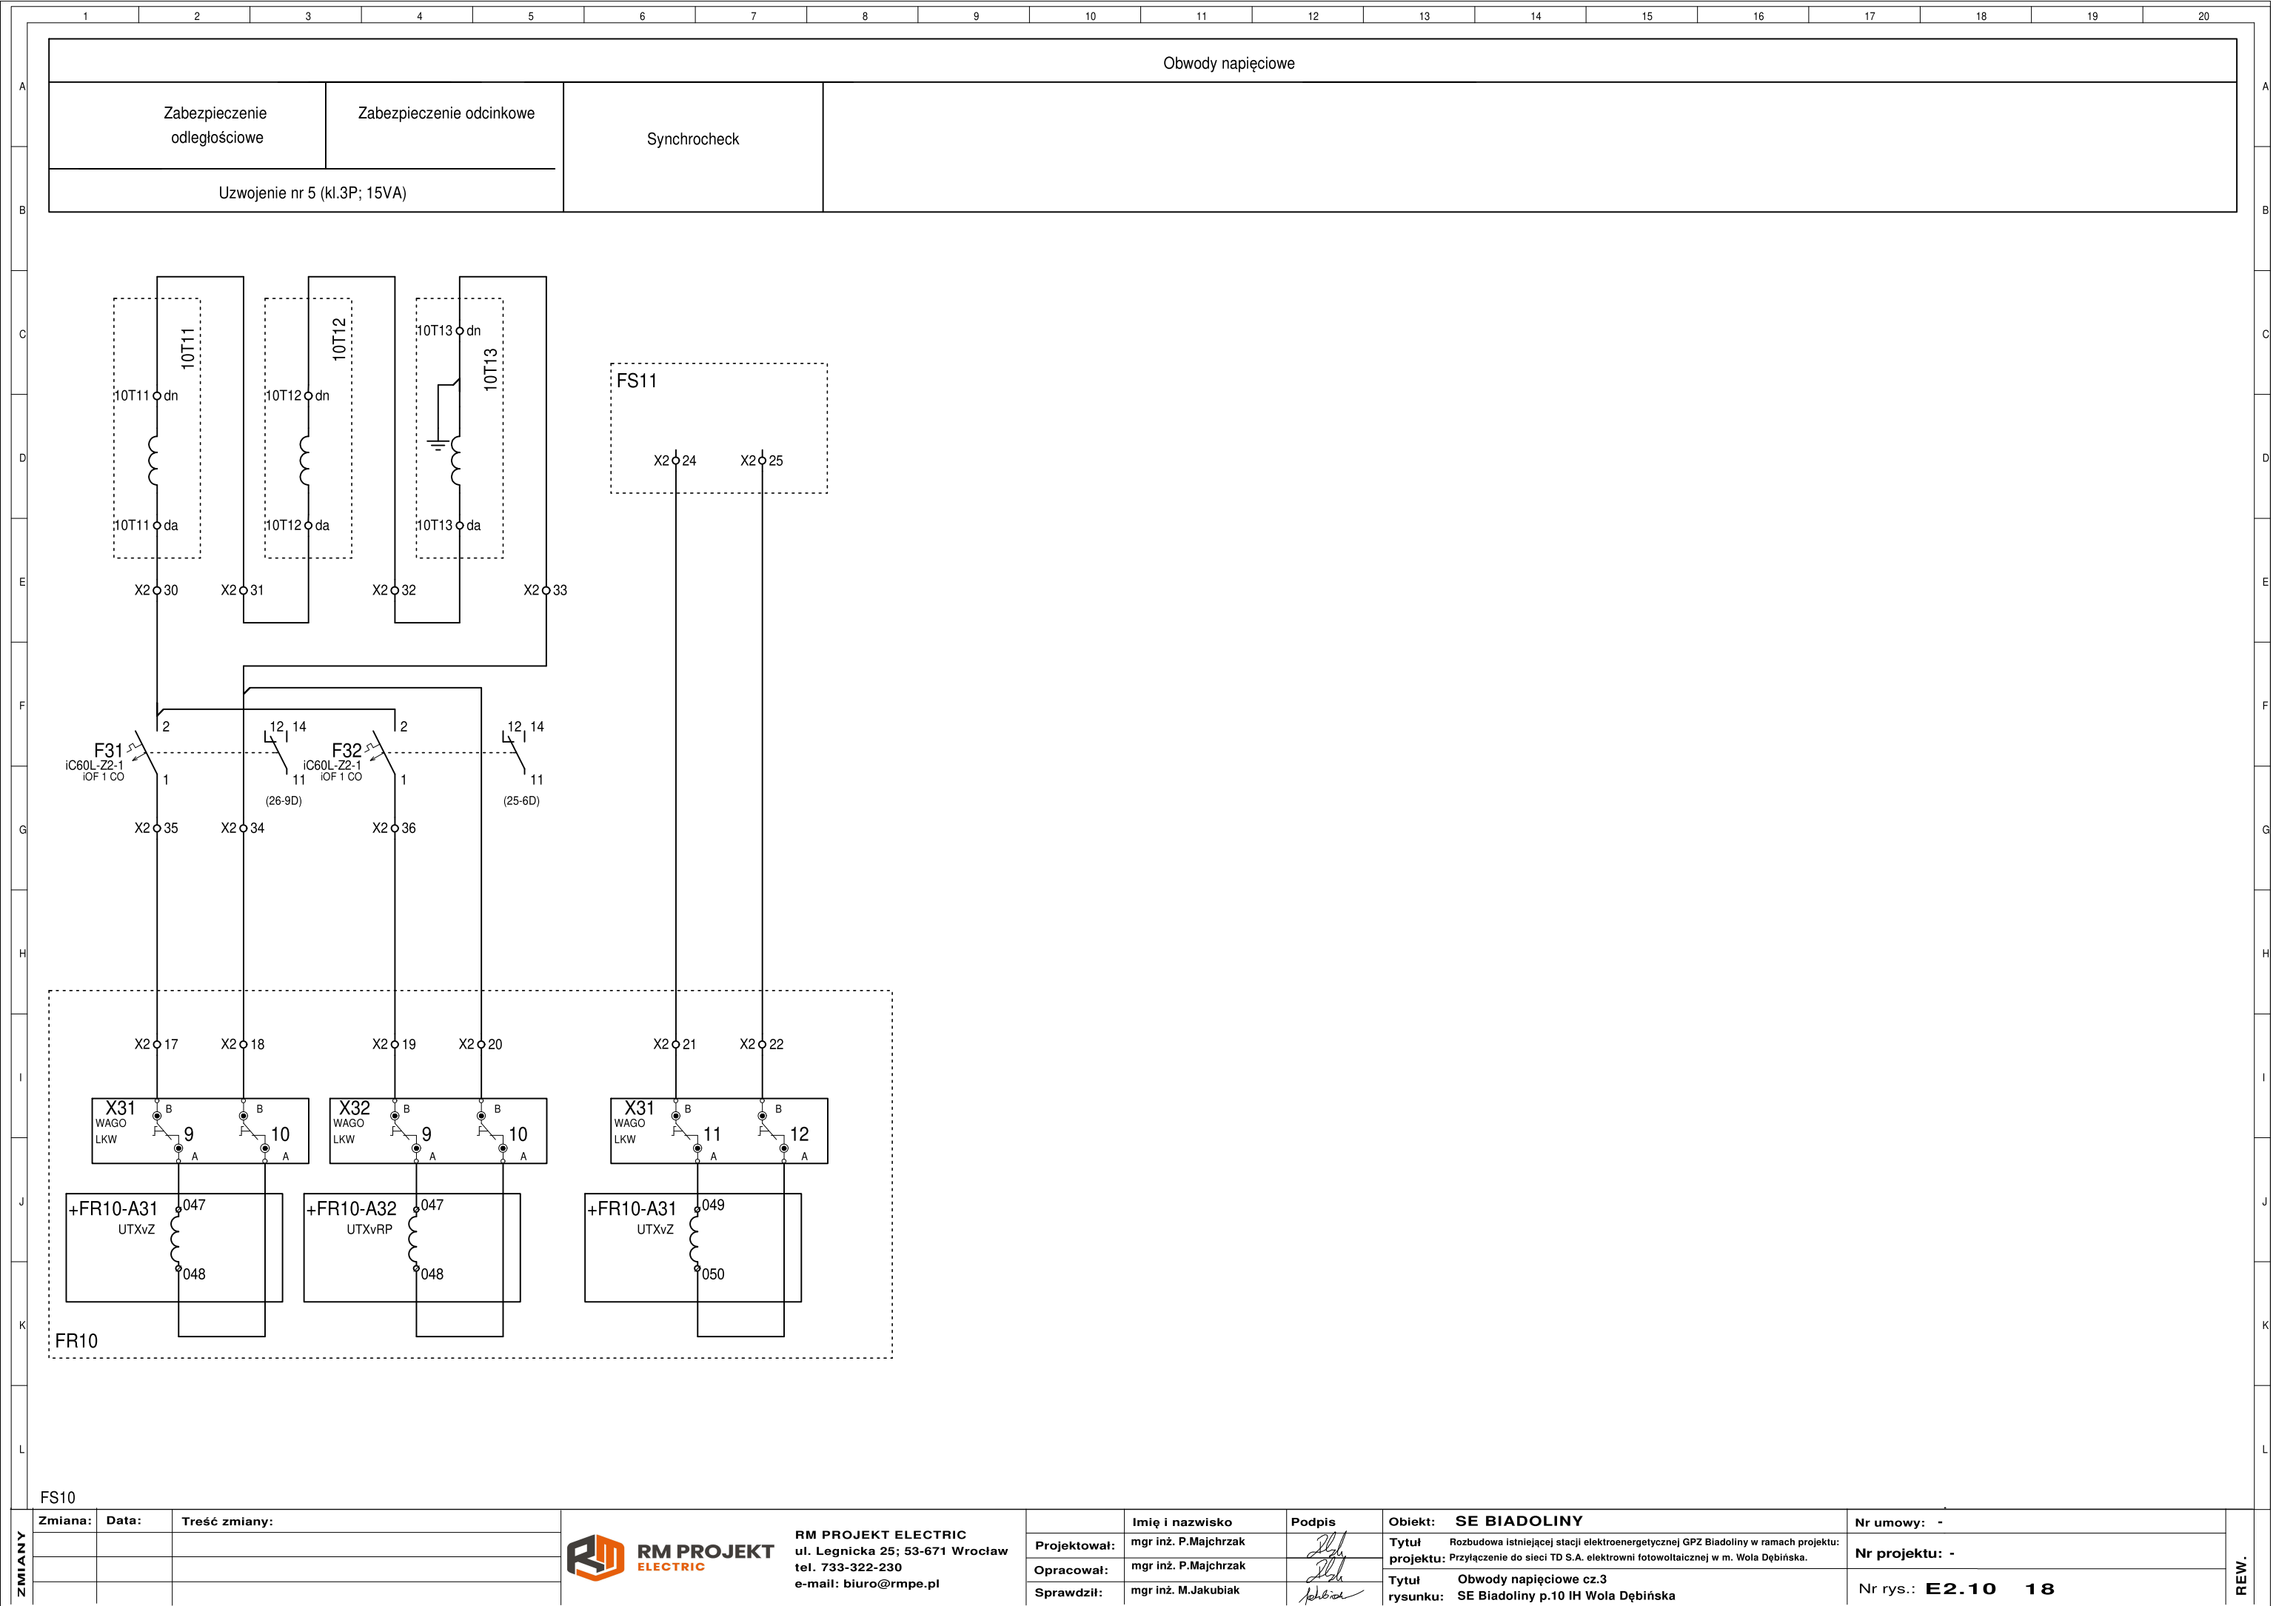 1 2 3 4 5 6 7 8 9 10 11 12 13 14 15 16 17 18 19 20
Obwody napięciowe
A A
Zabezpieczenie
odległościowe
Zabezpieczenie odcinkowe
Synchrocheck
Uzwojenie nr 5 (kl.3P; 15VA)
B B
C C
10T11
10T12
10T13
10T13 dn
FS11
10T11 dn
10T12 dn
D D
X2 24
X2 25
10T11 da
10T12 da
10T13 da
E E
X2 30
X2 31
X2 32
X2 33
F F
2
12 14
2
12 14
F31
iC60L-Z2-1
iOF 1 CO
F32
iC60L-Z2-1
iOF 1 CO
1
11
1
11
(26-9D)
(25-6D)
G G
X2 35
X2 34
X2 36
H H
X2 17
X2 18
X2 19
X2 20
X2 21
X2 22
I I
X31
WAGO
LKW
B
9
A
B
10
A
X32
WAGO
LKW
B
9
A
B
10
A
X31
WAGO
LKW
B
11
A
B
12
A
J J
+FR10-A31
UTXvZ
047
048
+FR10-A32
UTXvRP
047
048
+FR10-A31
UTXvZ
049
050
K K
FR10
L L
FS10
ZMIANY
Zmiana: Data: Treść zmiany:
RM PROJEKT
ELECTRIC
RM PROJEKT ELECTRIC
ul. Legnicka 25; 53-671 Wrocław
tel. 733-322-230
e-mail: biuro@rmpe.pl
Imię i nazwisko Podpis
Projektował: mgr inż. P.Majchrzak
Opracował: mgr inż. P.Majchrzak
Sprawdził: mgr inż. M.Jakubiak
Obiekt: SE BIADOLINY
Tytuł projektu: Rozbudowa istniejącej stacji elektroenergetycznej GPZ Biadoliny w ramach projektu:
Przyłączenie do sieci TD S.A. elektrowni fotowoltaicznej w m. Wola Dębińska.
Tytuł rysunku: Obwody napięciowe cz.3
SE Biadoliny p.10 IH Wola Dębińska
Nr umowy: -
Nr projektu: -
Nr rys.: E2.10 18
REW.